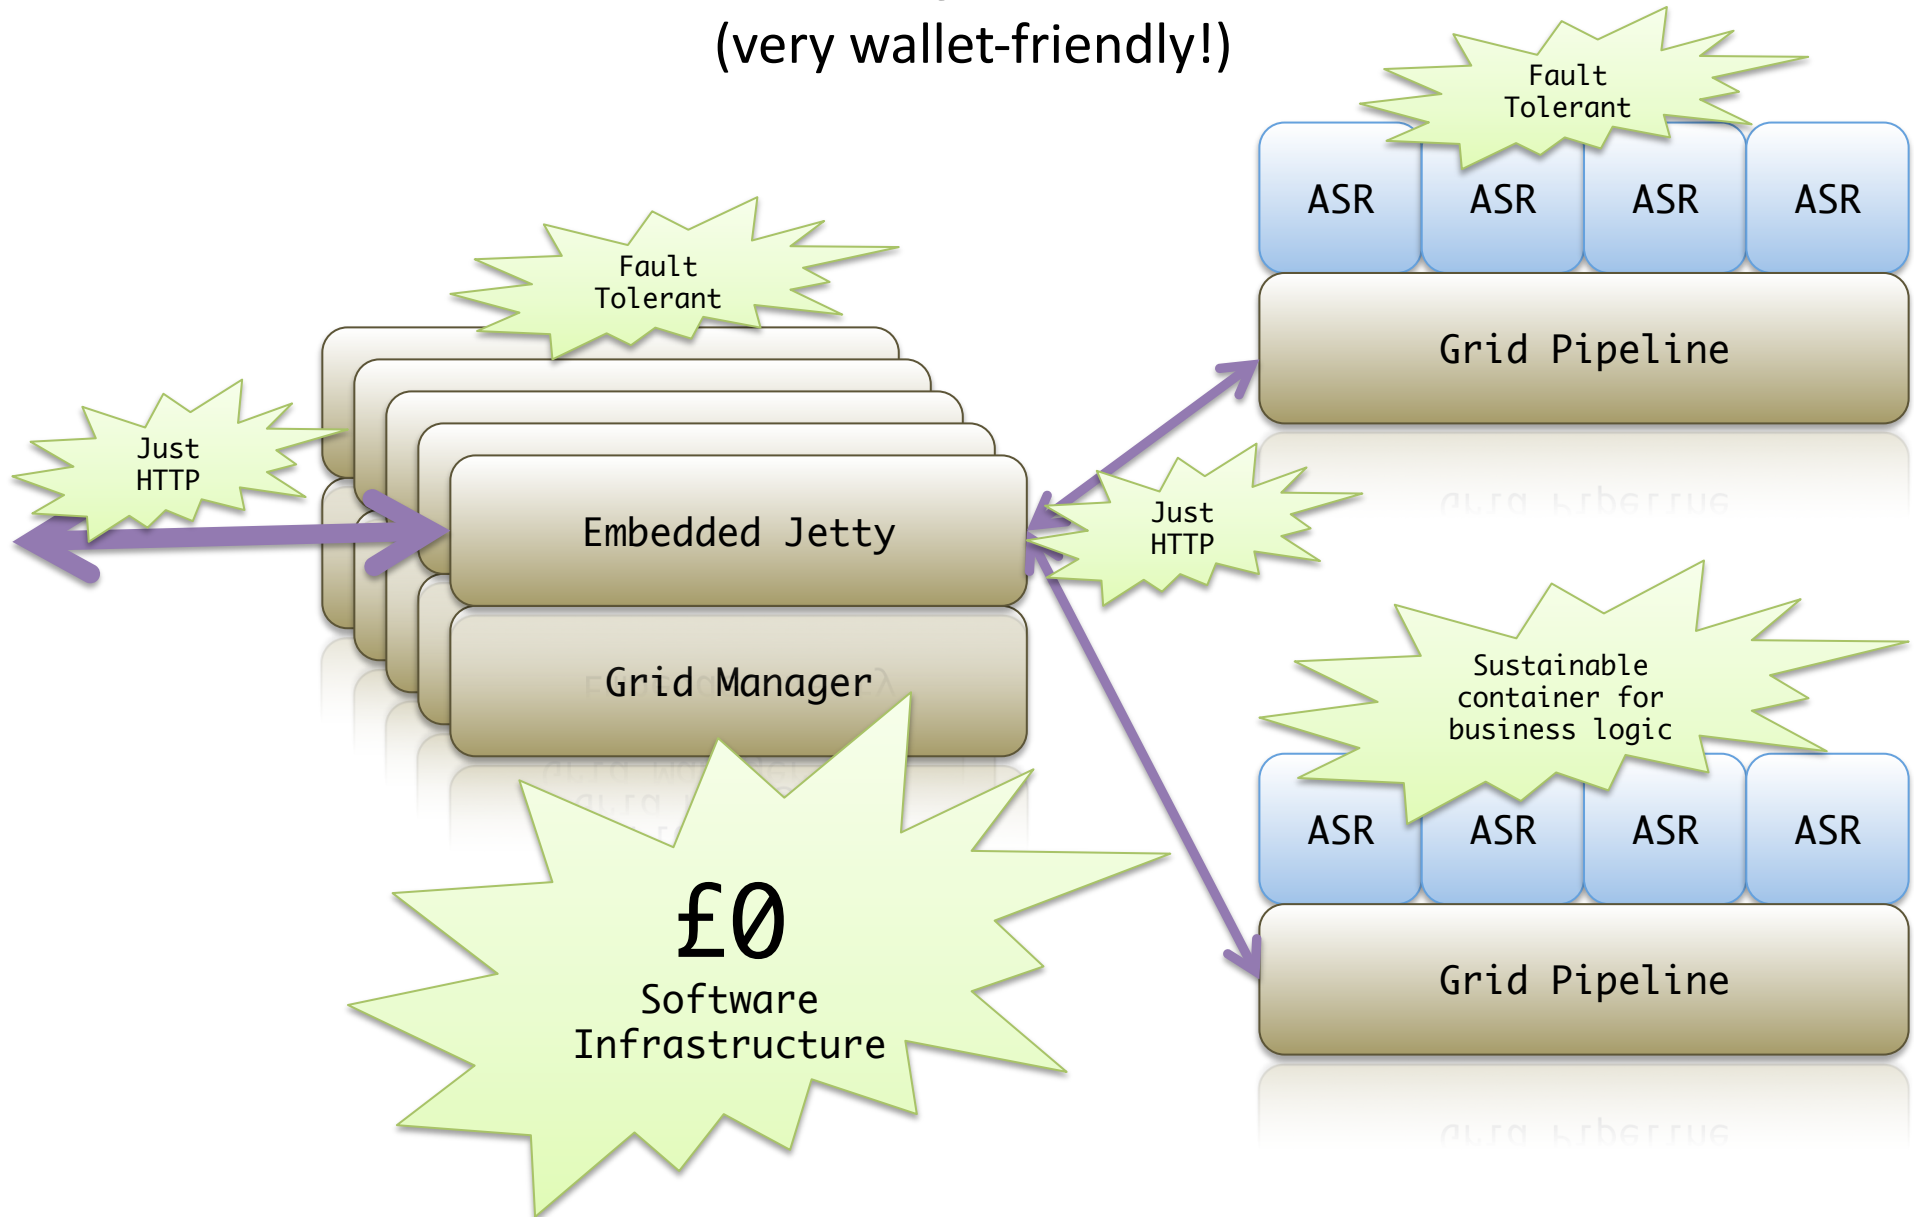 (very wallet-friendly!)
Fault
Tolerant
ASR ASR ASR ASR
Grid Pipeline
Fault
Tolerant
Just
HTTP
Embedded Jetty
Grid Manager
Just
HTTP
Sustainable
container for
business logic
ASR ASR ASR ASR
Grid Pipeline
£0
Software
Infrastructure